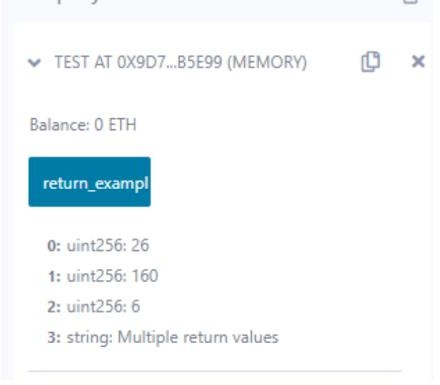 TEST AT 0X9D7...B5E99 (MEMORY)
Balance: 0 ETH
return_exampl
0: uint256: 26
1: uint256: 160
2: uint256: 6
3: string: Multiple return values